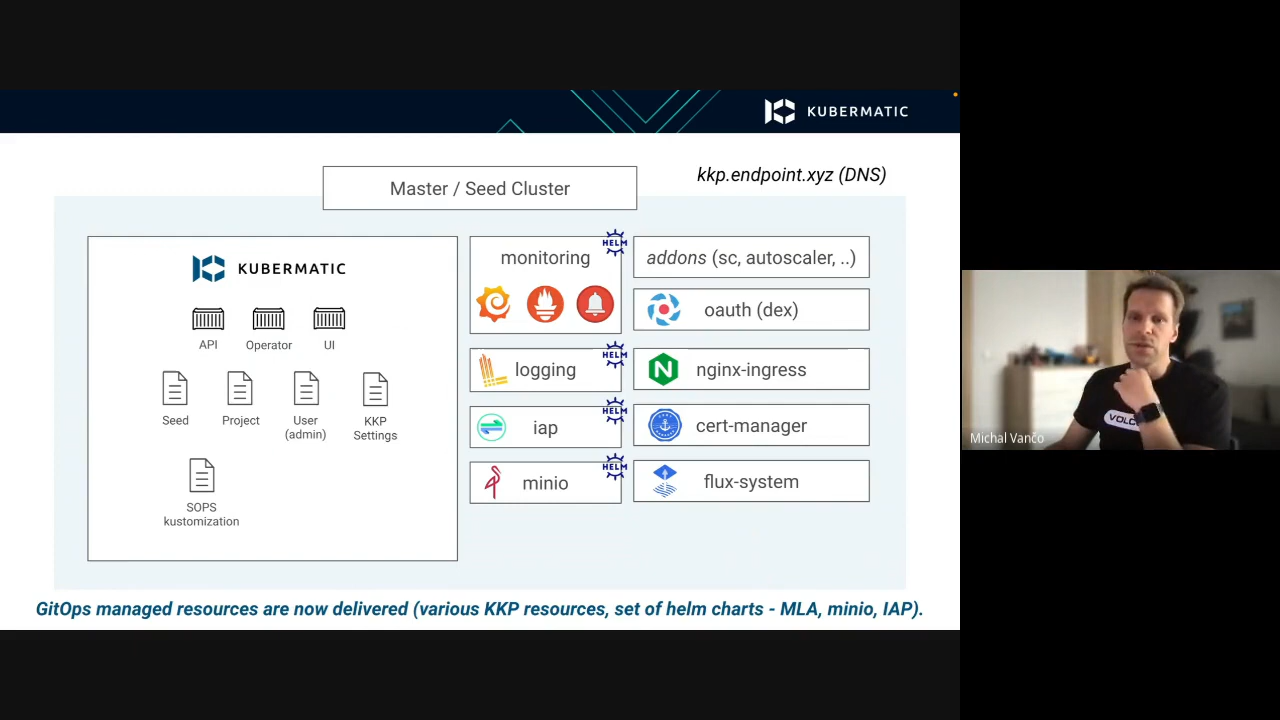 KUBERMATIC
Master / Seed Cluster
kkp.endpoint.xyz (DNS)
KUBERMATIC
API
Operator
UI
Seed
Project
User
(admin)
KKP
Settings
SOPS
kustomization
HELM
monitoring
HELM
logging
HELM
iap
HELM
minio
addons (sc, autoscaler, ..)
oauth (dex)
N
nginx-ingress
cert-manager
flux-system
GitOps managed resources are now delivered (various KKP resources, set of helm charts - MLA, minio, IAP).
VOLC
Michal Vančo